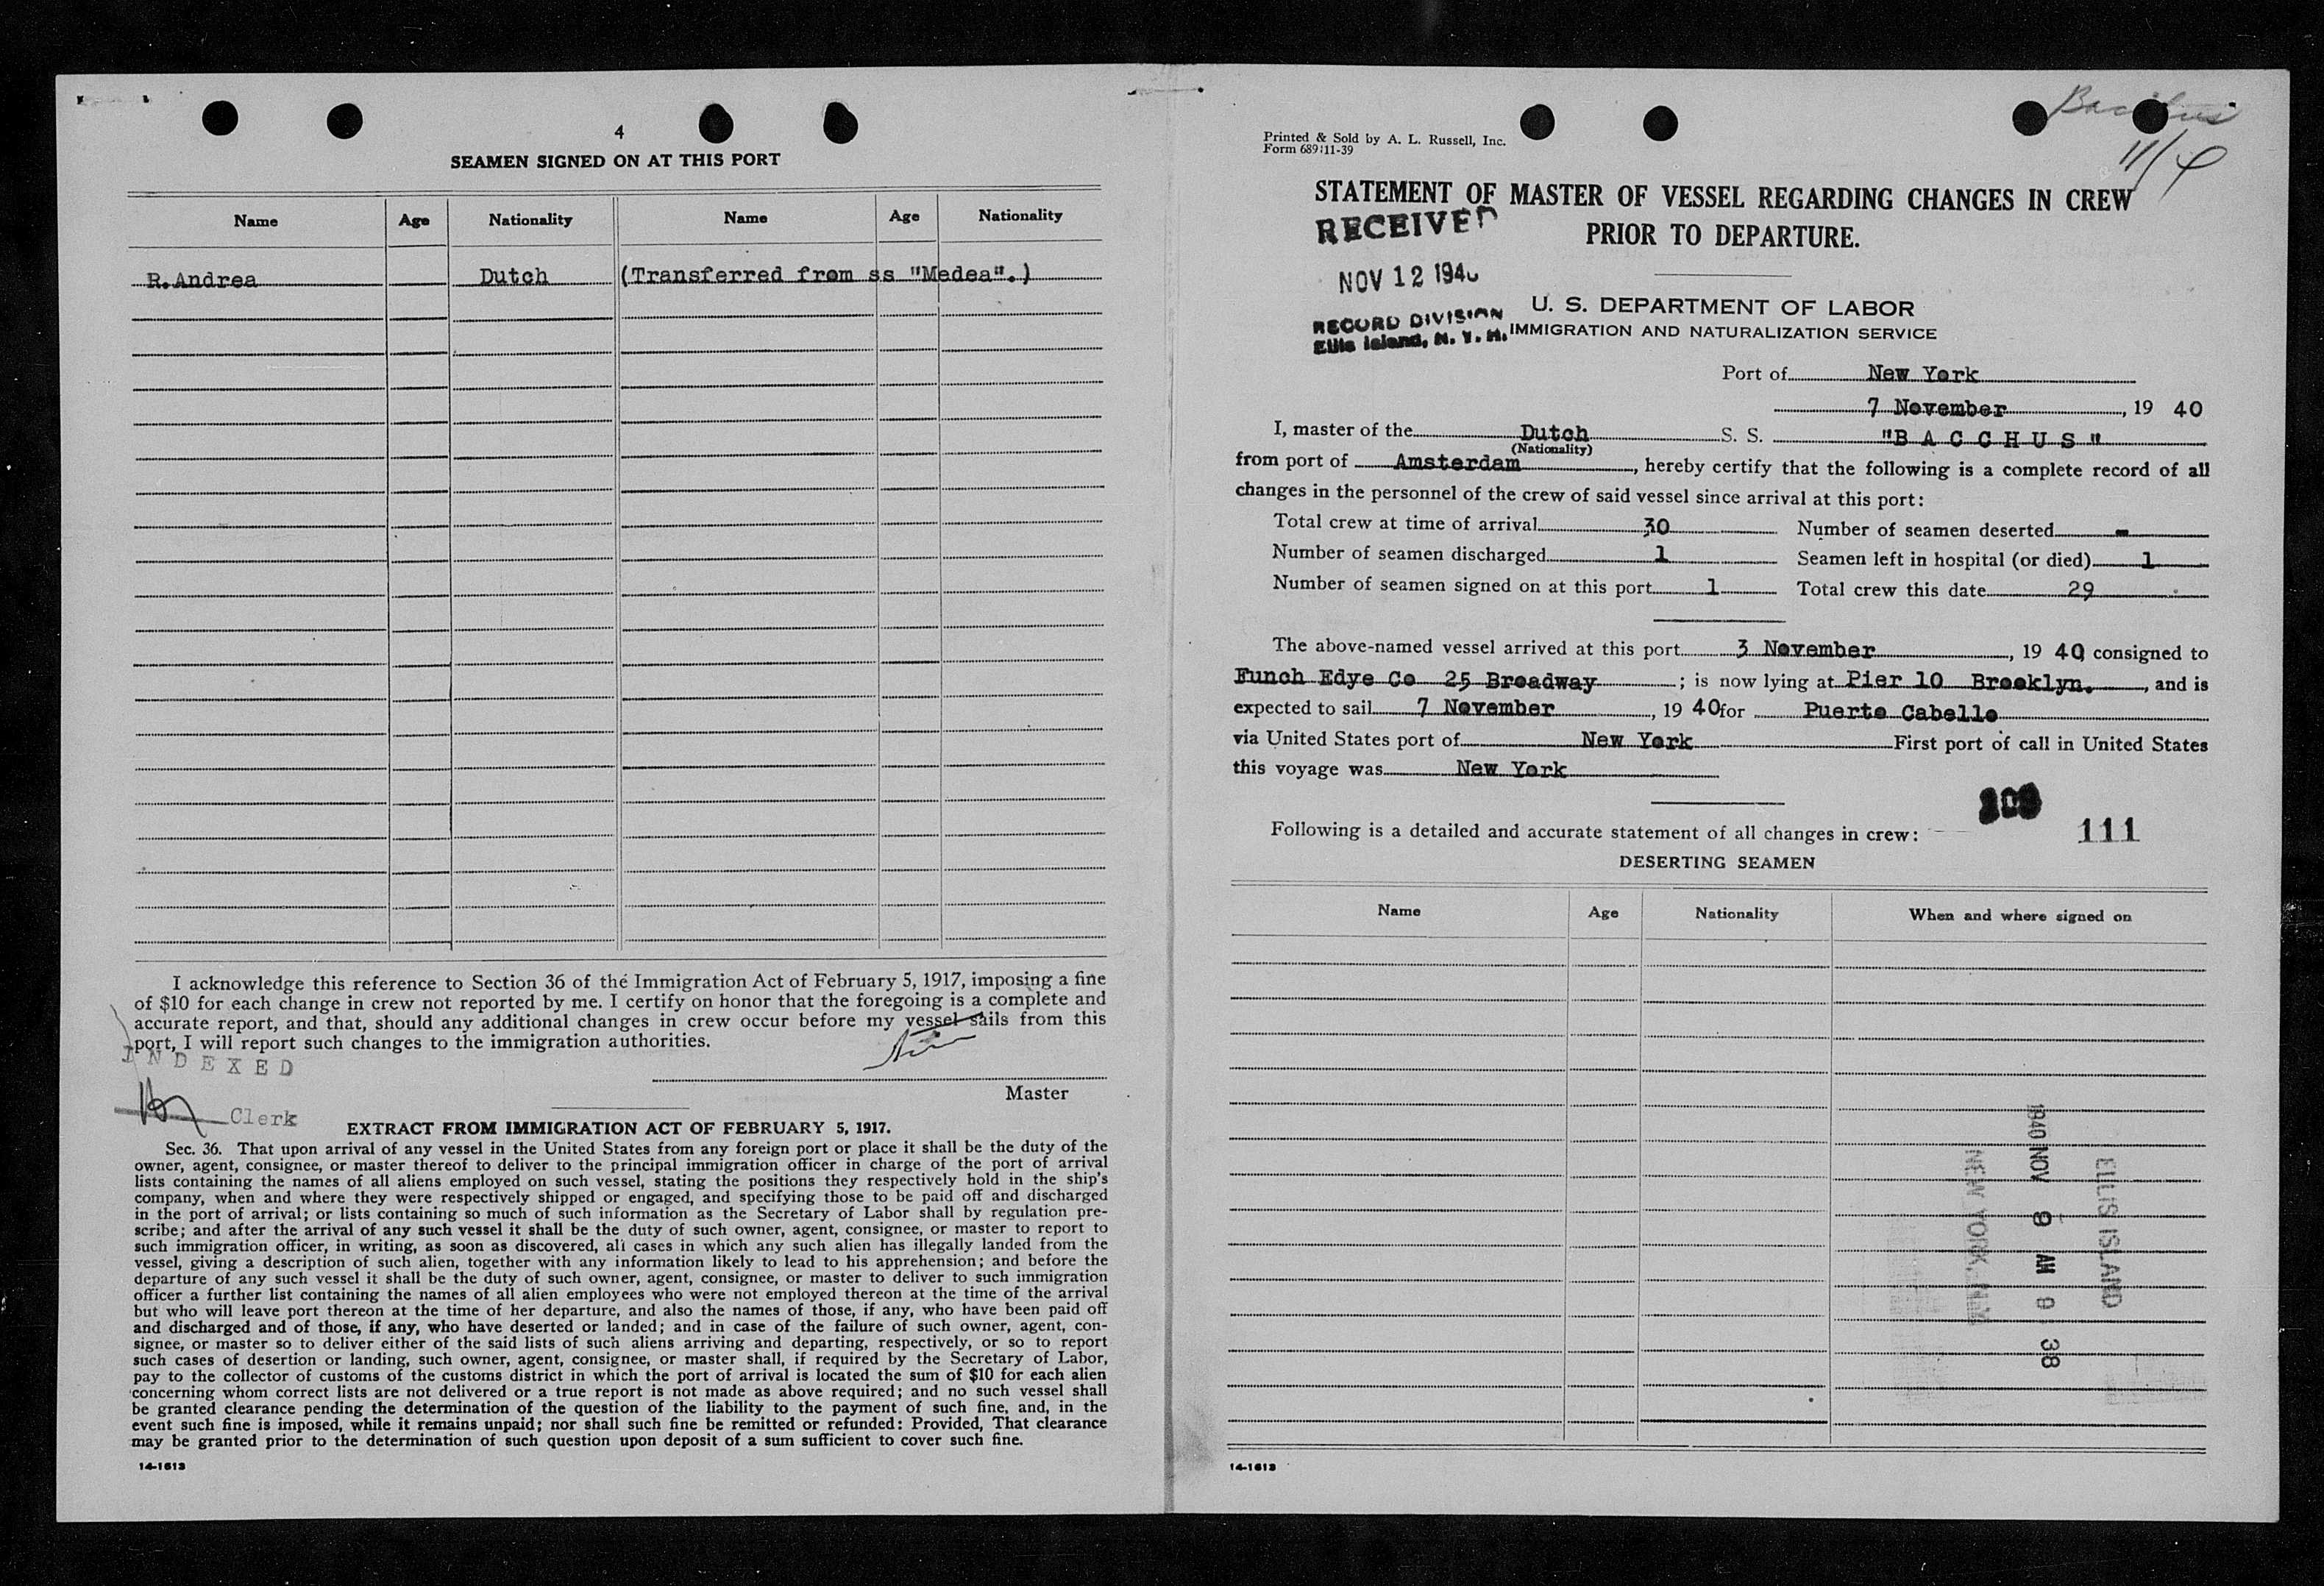 4
SEAMEN SIGNED ON AT THIS PORT
Name Age Nationality Name Age Nationality
R.Andrea Dutch (Transferred from ss "Medea".)
I acknowledge this reference to Section 36 of the Immigration Act of February 5, 1917, imposing a fine
of $10 for each change in crew not reported by me. I certify on honor that the foregoing is a complete and
accurate report, and that, should any additional changes in crew occur before my vessel sails from this
port, I will report such changes to the immigration authorities.
INDEXED
Master
Clerk
EXTRACT FROM IMMIGRATION ACT OF FEBRUARY 5, 1917.
Sec. 36. That upon arrival of any vessel in the United States from any foreign port or place it shall be the duty of the
owner, agent, consignee, or master thereof to deliver to the principal immigration officer in charge of the port of arrival
lists containing the names of all aliens employed on such vessel, stating the positions they respectively hold in the ship's
company, when and where they were respectively shipped or engaged, and specifying those to be paid off and discharged
in the port of arrival; or lists containing so much of such information as the Secretary of Labor shall by regulation pre-
scribe; and after the arrival of any such vessel it shall be the duty of such owner, agent, consignee, or master to report to
such immigration officer, in writing, as soon as discovered, all cases in which any such alien has illegally landed from the
vessel, giving a description of such alien, together with any information likely to lead to his apprehension; and before the
departure of any such vessel it shall be the duty of such owner, agent, consignee, or master to deliver to such immigration
officer a further list containing the names of all alien employees who were not employed thereon at the time of the arrival
but who will leave port thereon at the time of her departure, and also the names of those, if any, who have been paid off
and discharged and of those, if any, who have deserted or landed; and in case of the failure of such owner, agent, con-
signee, or master so to deliver either of the said lists of such aliens arriving and departing, respectively, or so to report
such cases of desertion or landing, such owner, agent, consignee, or master shall, if required by the Secretary of Labor,
pay to the collector of customs of the customs district in which the port of arrival is located the sum of $10 for each alien
concerning whom correct lists are not delivered or a true report is not made as above required; and no such vessel shall
be granted clearance pending the determination of the question of the liability to the payment of such fine, and, in the
event such fine is imposed, while it remains unpaid; nor shall such fine be remitted or refunded: Provided, That clearance
may be granted prior to the determination of such question upon deposit of a sum sufficient to cover such fine.
14-1613
Bacchus
11/4
Printed & Sold by A. L. Russell, Inc.
Form 689:11-39
STATEMENT OF MASTER OF VESSEL REGARDING CHANGES IN CREW
PRIOR TO DEPARTURE.
RECEIVED
NOV 12 1940
RECORD DIVISION
Ellis Island, N. Y. H.
U. S. DEPARTMENT OF LABOR
IMMIGRATION AND NATURALIZATION SERVICE
Port of New York
7 November, 19 40
I, master of the Dutch S. S. "B A C C H U S"
(Nationality)
from port of Amsterdam, hereby certify that the following is a complete record of all
changes in the personnel of the crew of said vessel since arrival at this port:
Total crew at time of arrival 30 Number of seamen deserted -
Number of seamen discharged 1 Seamen left in hospital (or died) 1
Number of seamen signed on at this port 1 Total crew this date 29
The above-named vessel arrived at this port 3 November, 19 40, consigned to
Funch Edye Co 25 Broadway; is now lying at Pier 10 Brooklyn., and is
expected to sail 7 November, 19 40 for Puerto Cabello
via United States port of New York First port of call in United States
this voyage was New York
111
Following is a detailed and accurate statement of all changes in crew:
DESERTING SEAMEN
Name Age Nationality When and where signed on
ELLIS ISLAND
1940 NOV 9 AM 9 38
NEW YORK, N.Y.
14-1613